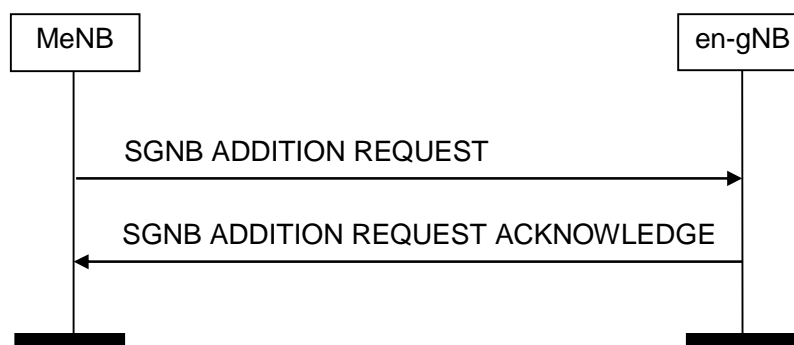 MeNB
en-gNB
SGNB ADDITION REQUEST
SGNB ADDITION REQUEST ACKNOWLEDGE